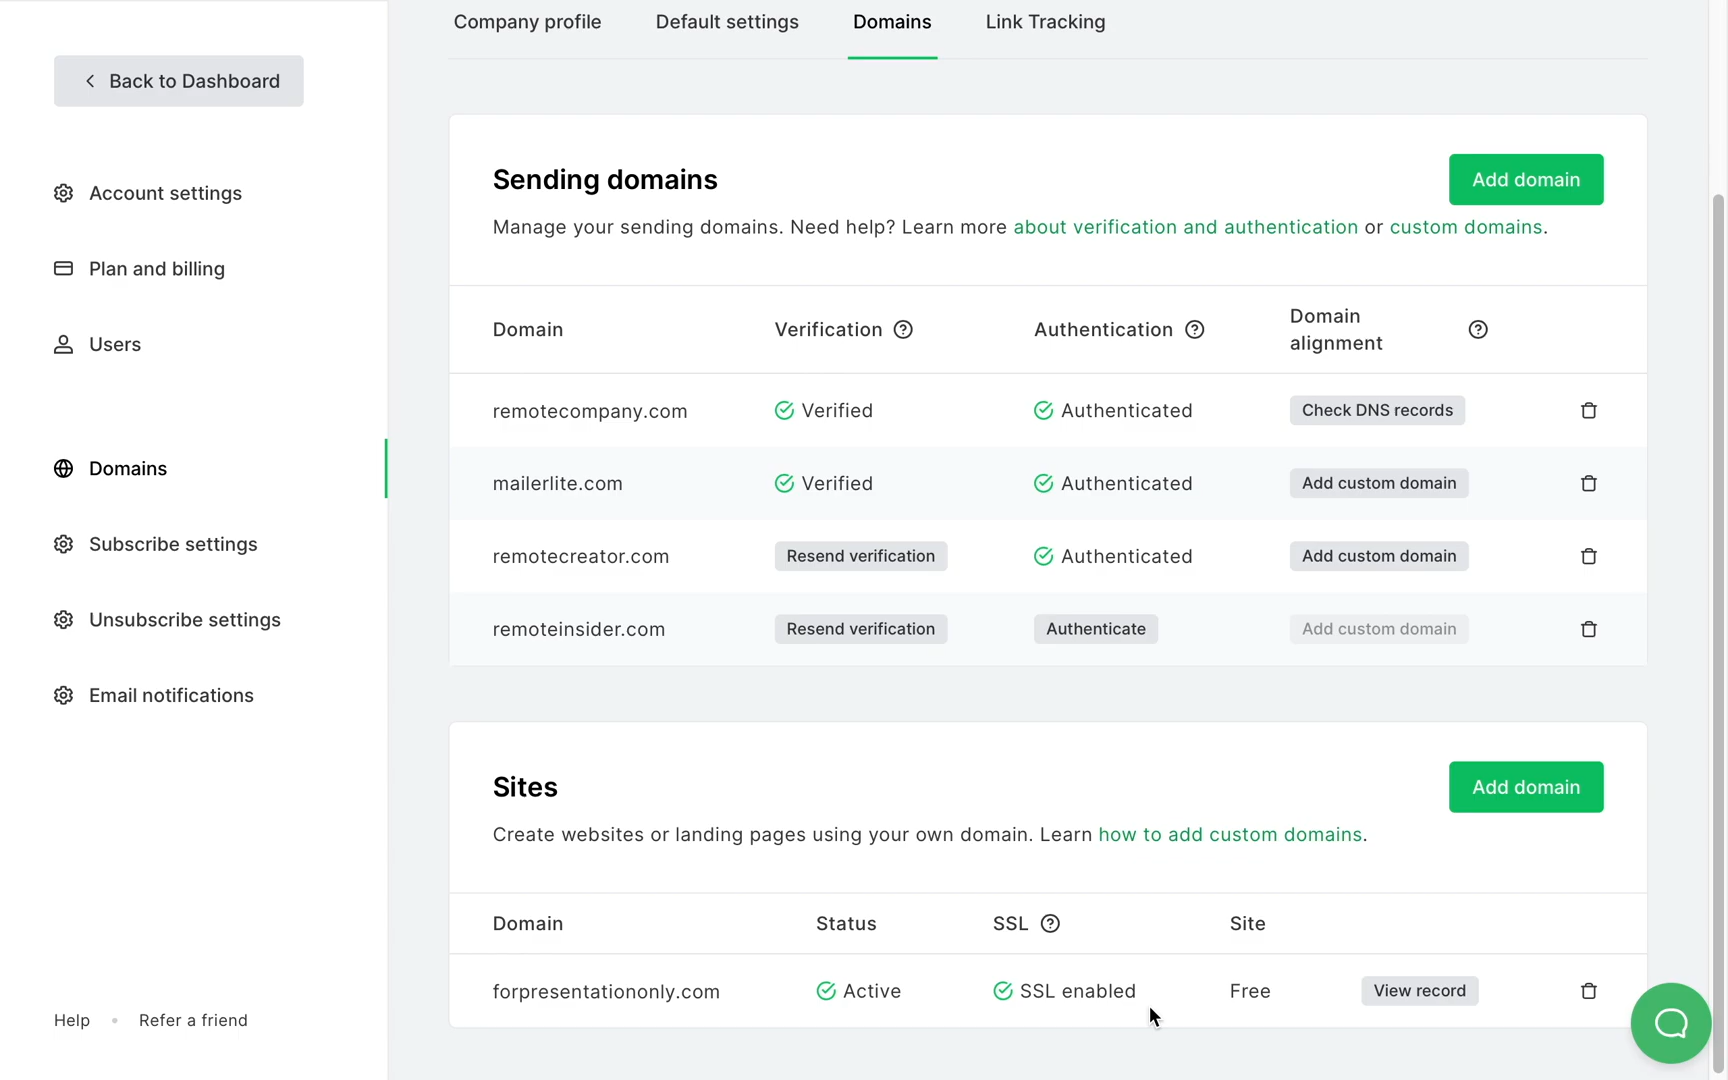 Company profile
Default settings
Domains
Link Tracking
Back to Dashboard
Account settings
Plan and billing
Users
Domains
Subscribe settings
Unsubscribe settings
Email notifications
Help • Refer a friend
Sending domains
Add domain
Manage your sending domains. Need help? Learn more about verification and authentication or custom domains.
Domain Verification Authentication Domain alignment
remotecompany.com Verified Authenticated Check DNS records
mailerlite.com Verified Authenticated Add custom domain
remotecreator.com Resend verification Authenticated Add custom domain
remoteinsider.com Resend verification Authenticate Add custom domain
Sites
Add domain
Create websites or landing pages using your own domain. Learn how to add custom domains.
Domain Status SSL Site
forpresentationonly.com Active SSL enabled Free View record